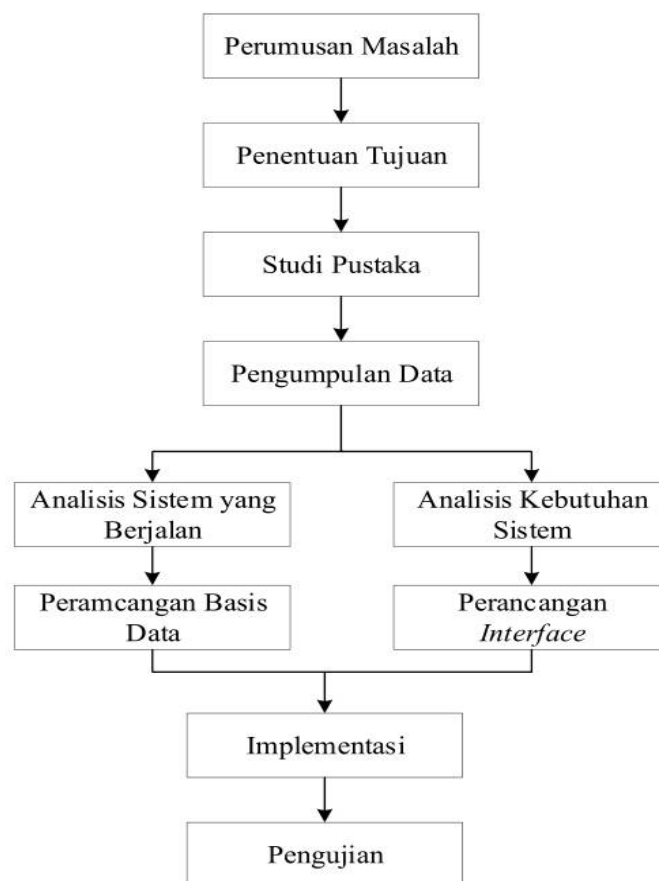 Perumusan Masalah
Penentuan Tujuan
Studi Pustaka
Pengumpulan Data
Analisis Sistem yang
Berjalan
Analisis Kebutuhan
Sistem
Peramcangan Basis
Data
Perancangan
Interface
Implementasi
Pengujian